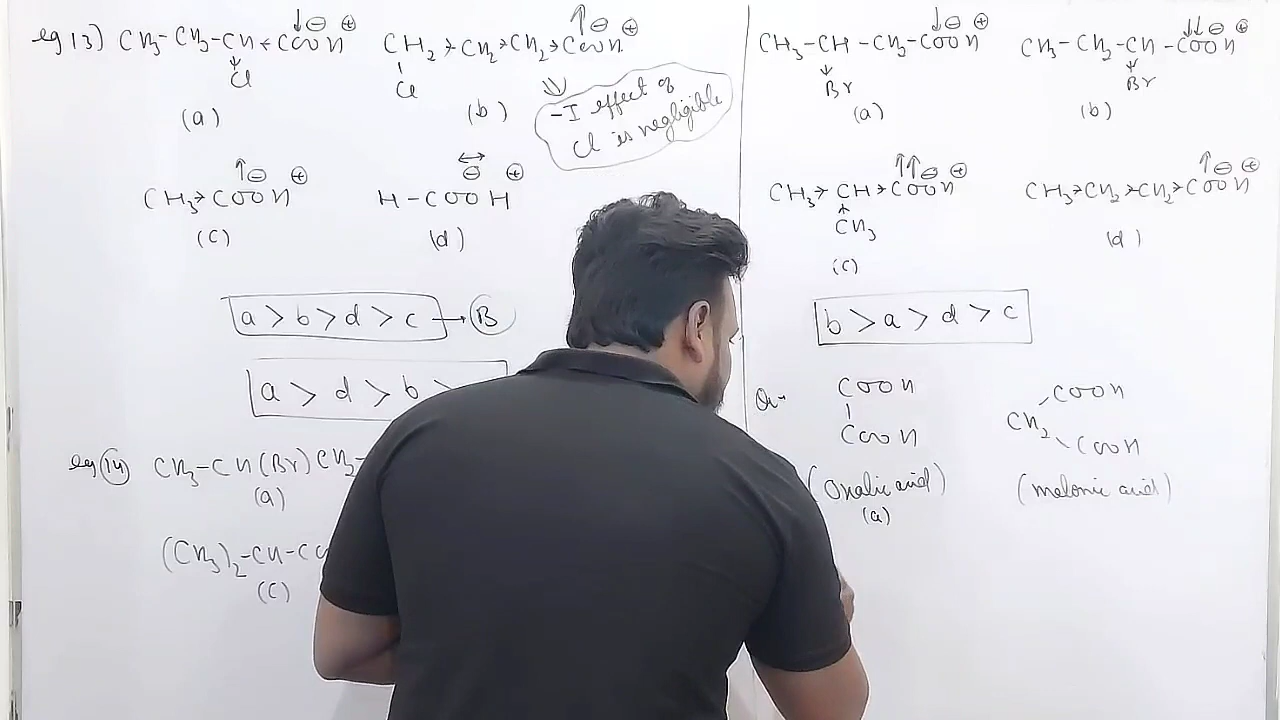 eg 13) CH3-CH2-CH-COOH
Cl
(a)
CH2-CH2-CH2-COOH
Cl
(b)
-I effect of
Cl is negligible
CH3-COOH
(c)
H-COOH
(d)
a > b > d > c → B
a > d > b >
eg 14) CH3-CH(Br)CH2-
(a)
(CH3)2-CH-CO
(c)
CH3-CH-CH2-COOH
Br
(a)
CH3-CH2-CH-COOH
Br
(b)
CH3-CH-COOH
CH3
(c)
CH3-CH2-CH2-COOH
(d)
b > a > d > c
Q- COOH
COOH
(Oxalic acid)
(a)
COOH
CH2
COOH
(melonic acid)